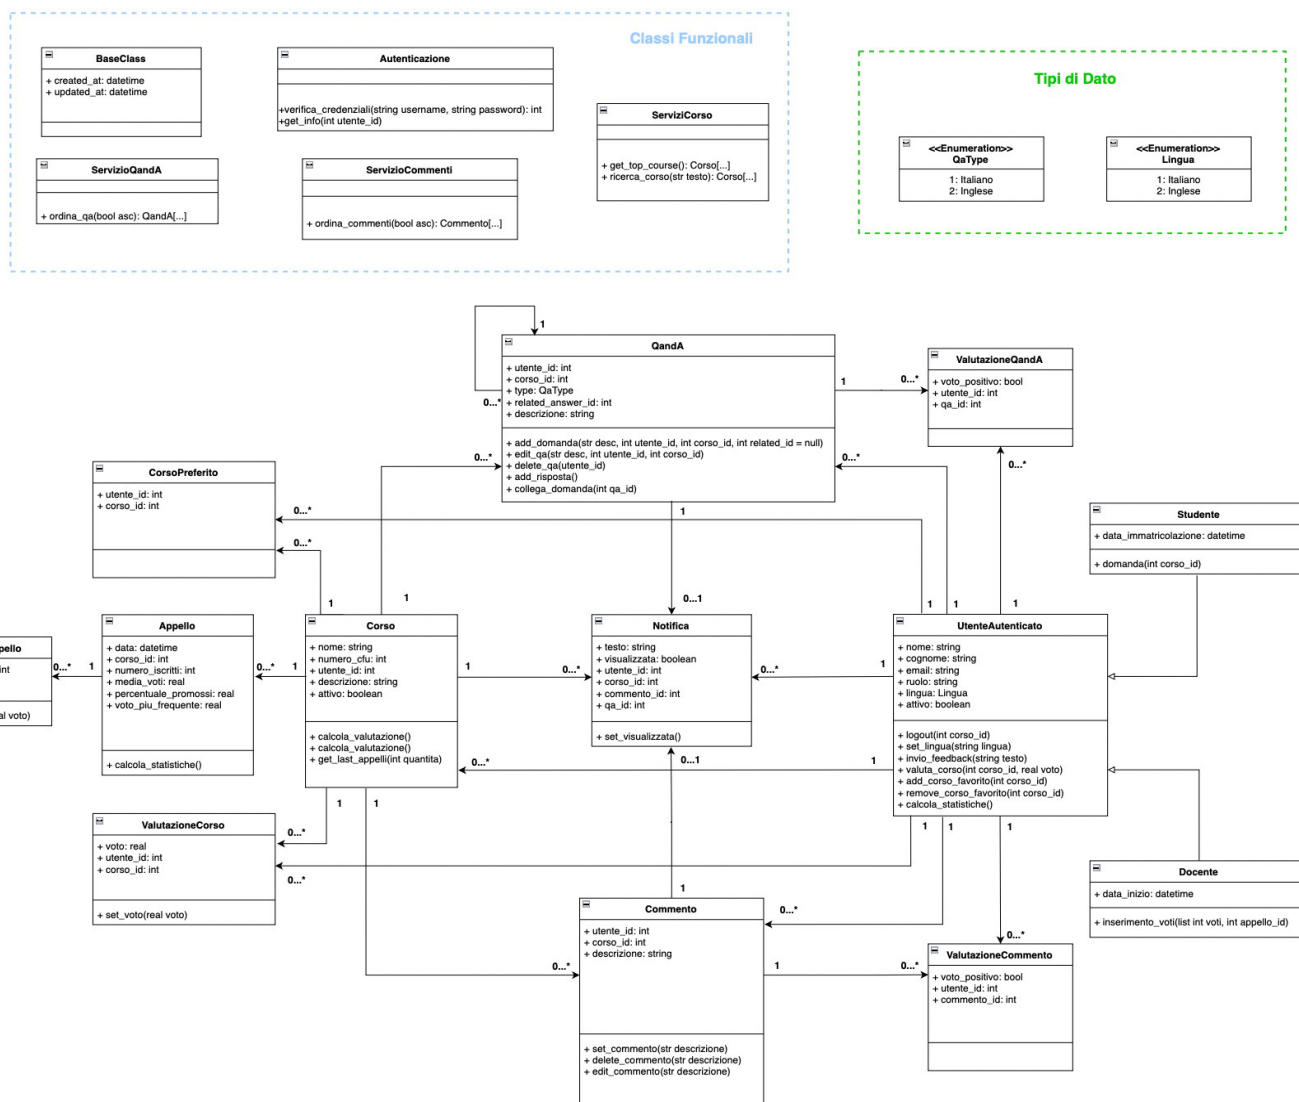 Classi Funzionali
BaseClass
+ created_at: datetime
+ updated_at: datetime
Autenticazione
+verifica_credenziali(string username, string password): int
+get_info(int utente_id)
ServiziCorso
+ get_top_course(): Corso[...]
+ ricerca_corso(str testo): Corso[...]
ServizioQandA
+ ordina_qa(bool asc): QandA[...]
ServizioCommenti
+ ordina_commenti(bool asc): Commento[...]
Tipi di Dato
<<Enumeration>>
QaType
1: Italiano
2: Inglese
<<Enumeration>>
Lingua
1: Italiano
2: Inglese
1
QandA
+ utente_id: int
+ corso_id: int
+ type: QaType
+ related_answer_id: int
+ descrizione: string
0...*
+ add_domanda(str desc, int utente_id, int corso_id, int related_id = null)
+ edit_qa(str desc, int utente_id, int corso_id)
+ delete_qa(utente_id)
+ add_risposta()
+ collega_domanda(int qa_id)
1
0...*
ValutazioneQandA
+ voto_positivo: bool
+ utente_id: int
+ qa_id: int
0...*
0...*
0...*
CorsoPreferito
+ utente_id: int
+ corso_id: int
0...*
0...*
1
1
1
0...1
1
1
1
Studente
+ data_immatricolazione: datetime
+ domanda(int corso_id)
pello
int
al voto)
0...*
1
Appello
+ data: datetime
+ corso_id: int
+ numero_iscritti: int
+ media_voti: real
+ percentuale_promossi: real
+ voto_piu_frequente: real
+ calcola_statistiche()
0...*
1
Corso
+ nome: string
+ numero_cfu: int
+ utente_id: int
+ descrizione: string
+ attivo: boolean
+ calcola_valutazione()
+ calcola_valutazione()
+ get_last_appelli(int quantita)
1
0...*
Notifica
+ testo: string
+ visualizzata: boolean
+ utente_id: int
+ corso_id: int
+ commento_id: int
+ qa_id: int
+ set_visualizzata()
0...*
1
UtenteAutenticato
+ nome: string
+ cognome: string
+ email: string
+ ruolo: string
+ lingua: Lingua
+ attivo: boolean
+ logout(int corso_id)
+ set_lingua(string lingua)
+ invio_feedback(string testo)
+ valuta_corso(int corso_id, real voto)
+ add_corso_favorito(int corso_id)
+ remove_corso_favorito(int corso_id)
+ calcola_statistiche()
0...*
0...1
1
1
1
1
1
1
ValutazioneCorso
+ voto: real
+ utente_id: int
+ corso_id: int
+ set_voto(real voto)
0...*
0...*
Docente
+ data_inizio: datetime
+ inserimento_voti(list int voti, int appello_id)
1
Commento
+ utente_id: int
+ corso_id: int
+ descrizione: string
+ set_commento(str descrizione)
+ delete_commento(str descrizione)
+ edit_commento(str descrizione)
0...*
0...*
1
0...*
0...*
ValutazioneCommento
+ voto_positivo: bool
+ utente_id: int
+ commento_id: int